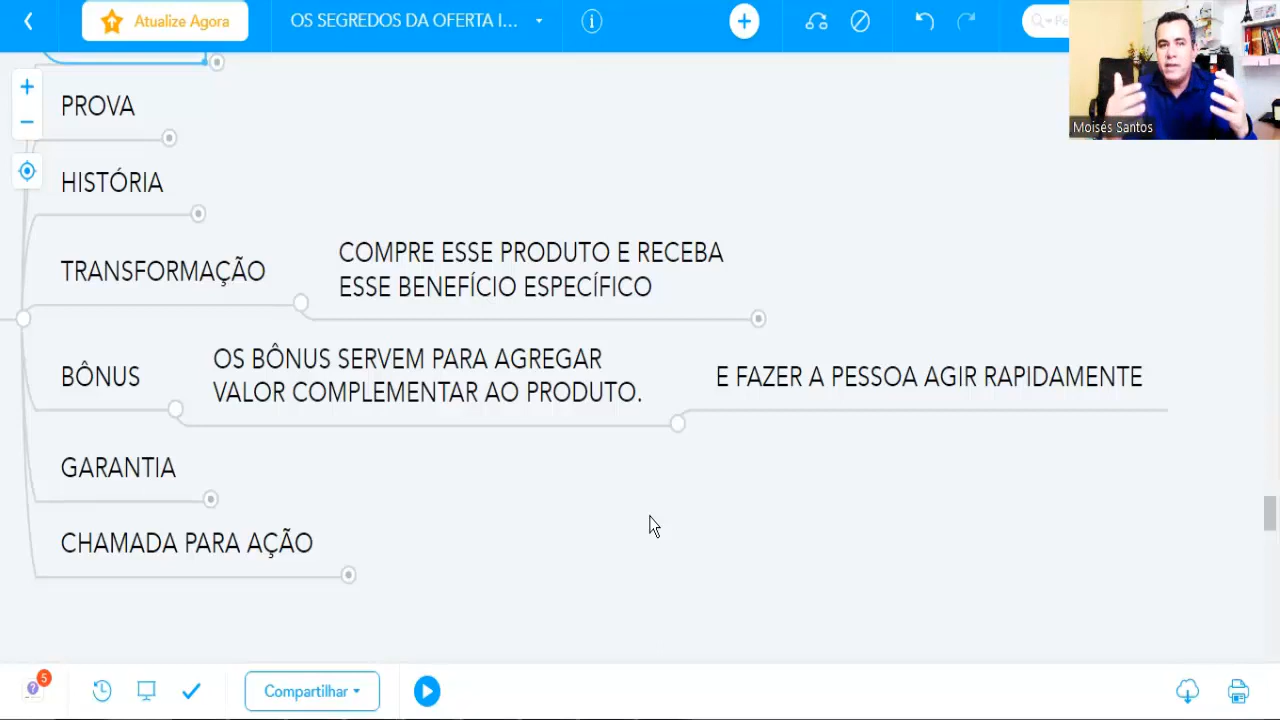 Atualize Agora
OS SEGREDOS DA OFERTA I...
Moisés Santos
PROVA
HISTÓRIA
TRANSFORMAÇÃO
COMPRE ESSE PRODUTO E RECEBA
ESSE BENEFÍCIO ESPECÍFICO
BÔNUS
OS BÔNUS SERVEM PARA AGREGAR
VALOR COMPLEMENTAR AO PRODUTO.
E FAZER A PESSOA AGIR RAPIDAMENTE
GARANTIA
CHAMADA PARA AÇÃO
5
Compartilhar